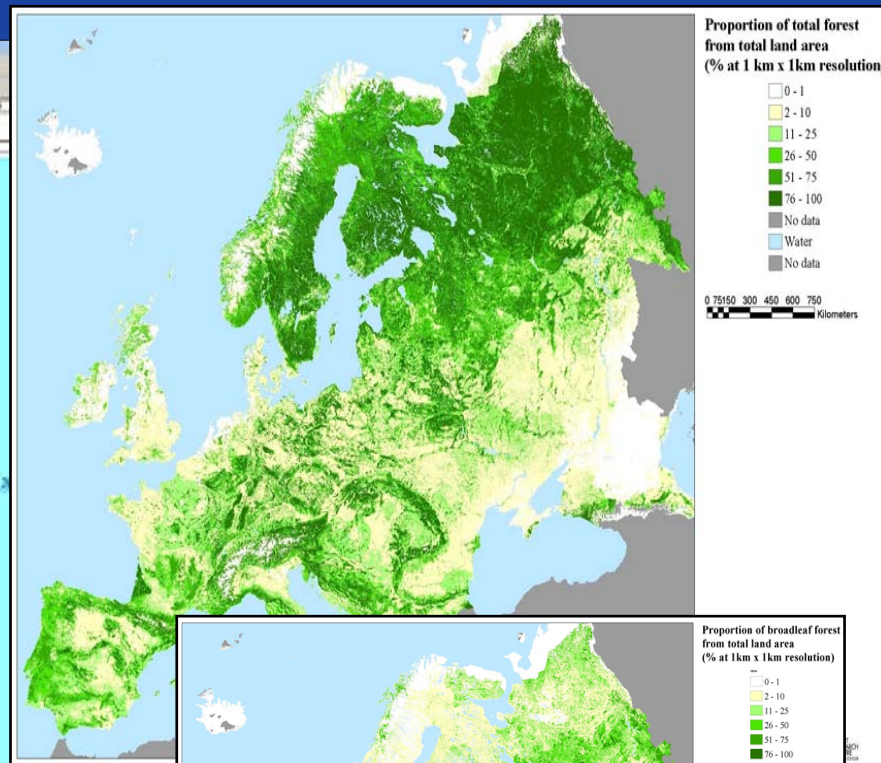 Proportion of total forest
from total land area
(% at 1 km x 1km resolution
0 - 1
2 - 10
11 - 25
26 - 50
51 - 75
76 - 100
No data
Water
No data
0 75150 300 450 600 750
Kilometers
Proportion of broadleaf forest
from total land area
(% at 1km x 1km resolution)
0 - 1
2 - 10
11 - 25
26 - 50
51 - 75
76 - 100